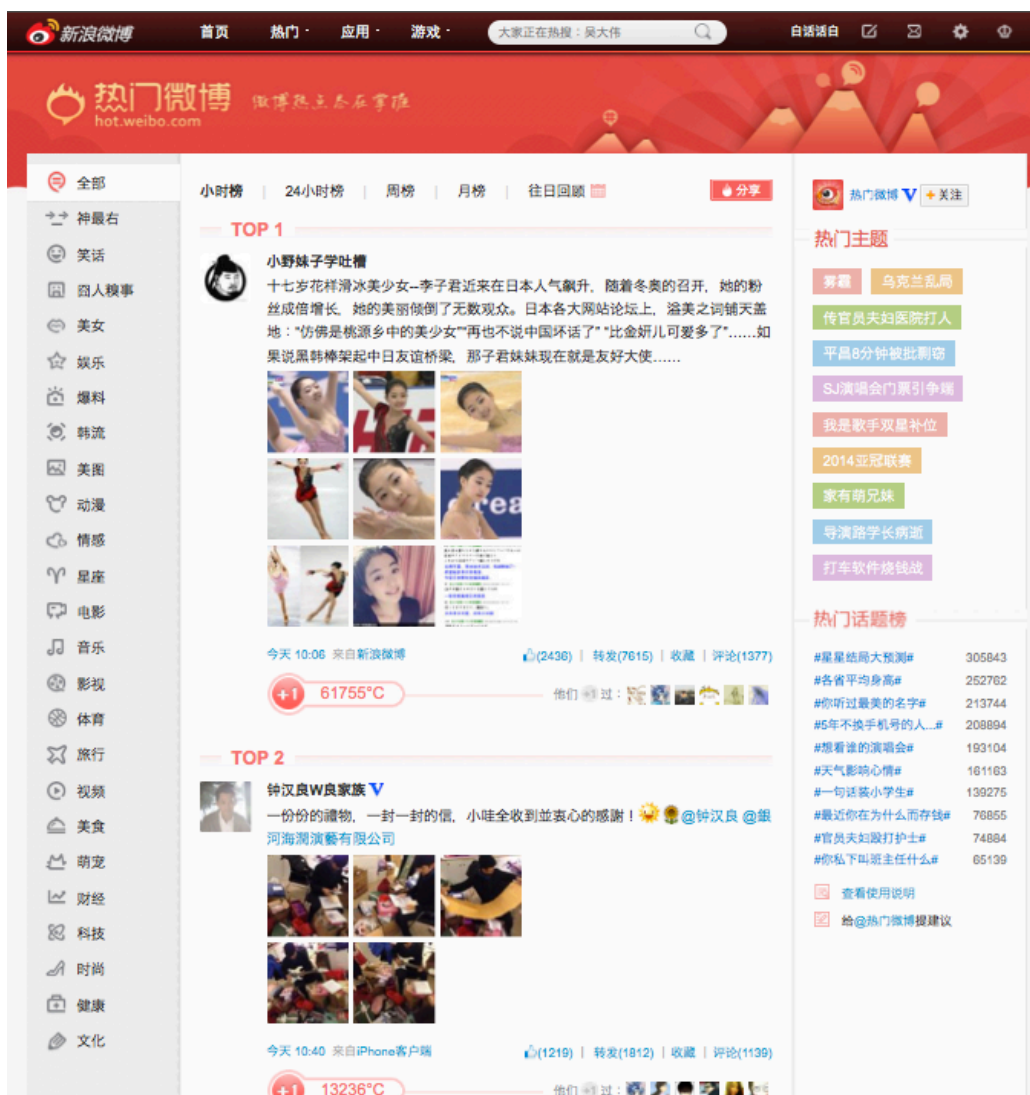 新浪微博
首页 热门 应用 游戏 大家正在热搜：吴大伟 白话话白
热门微博
hot.weibo.com
微博热点尽在掌握
全部
神最右
笑话
囧人糗事
美女
娱乐
爆料
韩流
美图
动漫
情感
星座
电影
音乐
影视
体育
旅行
视频
美食
萌宠
财经
科技
时尚
健康
文化
小时榜 | 24小时榜 | 周榜 | 月榜 | 往日回顾 分享
TOP 1
小野妹子学吐槽
十七岁花样滑冰美少女--李子君近来在日本人气飙升，随着冬奥的召开，她的粉
丝成倍增长，她的美丽倾倒了无数观众。日本各大网站论坛上，溢美之词铺天盖
地："仿佛是桃源乡中的美少女""再也不说中国坏话了" "比金妍儿可爱多了"……如
果说黑韩棒架起中日友谊桥梁，那子君妹妹现在就是友好大使……
今天 10:06 来自新浪微博 (2436) | 转发(7615) | 收藏 | 评论(1377)
+1 61755°C 他们 +1 过：
TOP 2
钟汉良W良家族 V
一份份的禮物，一封一封的信，小哇全收到並衷心的感謝！@钟汉良 @銀
河海潤演藝有限公司
今天 10:40 来自iPhone客户端 (1219) | 转发(1812) | 收藏 | 评论(1139)
+1 13236°C 他们 +1 过：
热门微博 V +关注
热门主题
雾霾 乌克兰乱局
传官员夫妇医院打人
平昌8分钟被批剽窃
SJ演唱会门票引争端
我是歌手双星补位
2014亚冠联赛
家有萌兄妹
导演路学长病逝
打车软件烧钱战
热门话题榜
#星星结局大预测# 305843
#各省平均身高# 252762
#你听过最美的名字# 213744
#5年不换手机号的人...# 208894
#想看谁的演唱会# 193104
#天气影响心情# 161163
#一句话装小学生# 139275
#最近你在为什么而存钱# 76855
#官员夫妇殴打护士# 74884
#你私下叫班主任什么# 65139
查看使用说明
给@热门微博提建议